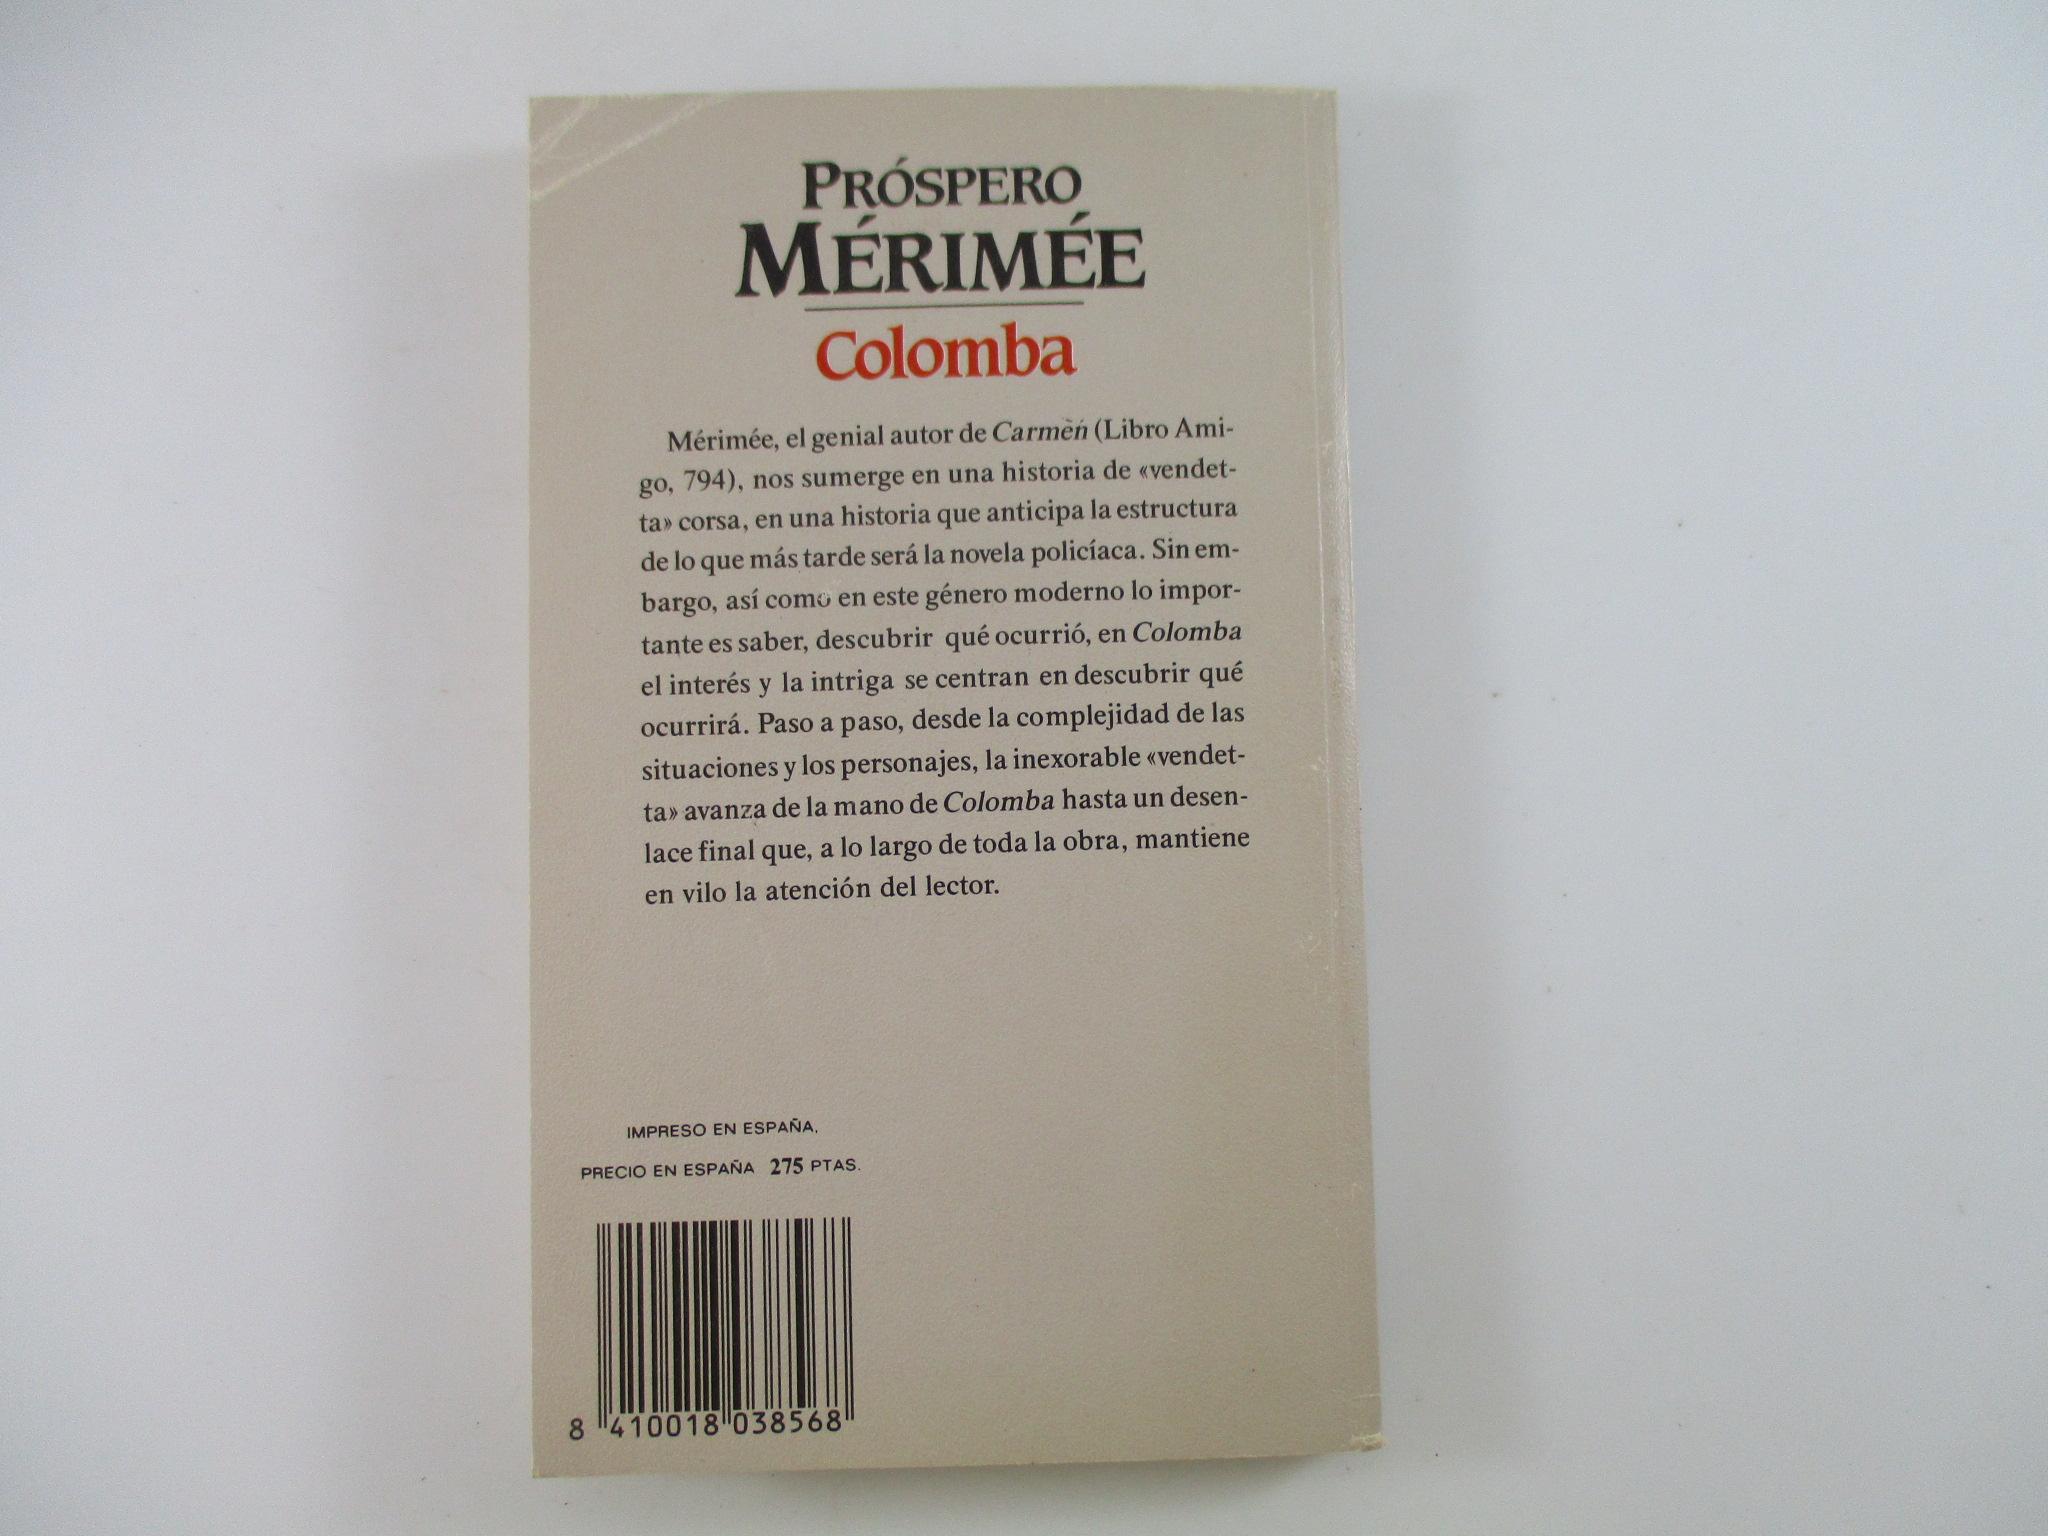 PRÓSPERO
MÉRIMÉE
Colomba
Mérimée, el genial autor de Carmen (Libro Ami-
go, 794), nos sumerge en una historia de «vendet-
ta» corsa, en una historia que anticipa la estructura
de lo que más tarde será la novela policíaca. Sin em-
bargo, así como en este género moderno lo impor-
tante es saber, descubrir qué ocurrió, en Colomba
el interés y la intriga se centran en descubrir qué
ocurrirá. Paso a paso, desde la complejidad de las
situaciones y los personajes, la inexorable «vendet-
ta» avanza de la mano de Colomba hasta un desen-
lace final que, a lo largo de toda la obra, mantiene
en vilo la atención del lector.
IMPRESO EN ESPAÑA.
PRECIO EN ESPAÑA 275 PTAS.
8 410018 038568